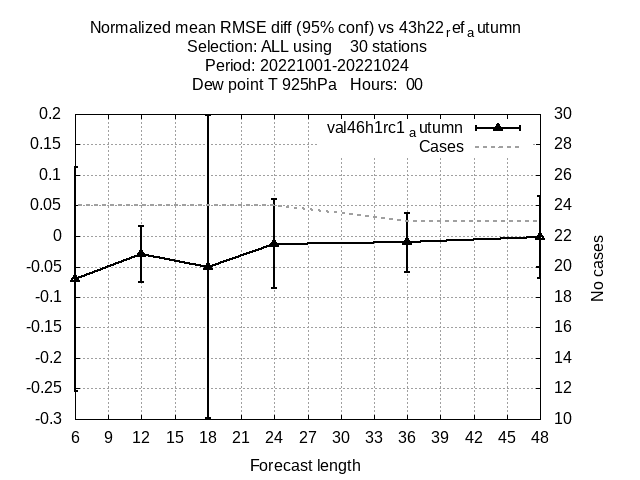 Normalized mean RMSE diff (95% conf) vs 43h22refautumn
Selection: ALL using    30 stations
Period: 20221001-20221024
Dew point T 925hPa   Hours:  00
0.2
0.15
0.1
0.05
0
-0.05
-0.1
-0.15
-0.2
-0.25
-0.3
val46h1rc1autumn
Cases
30
28
26
24
22
20
18
16
14
12
10
No cases
6 9 12 15 18 21 24 27 30 33 36 39 42 45 48
Forecast length